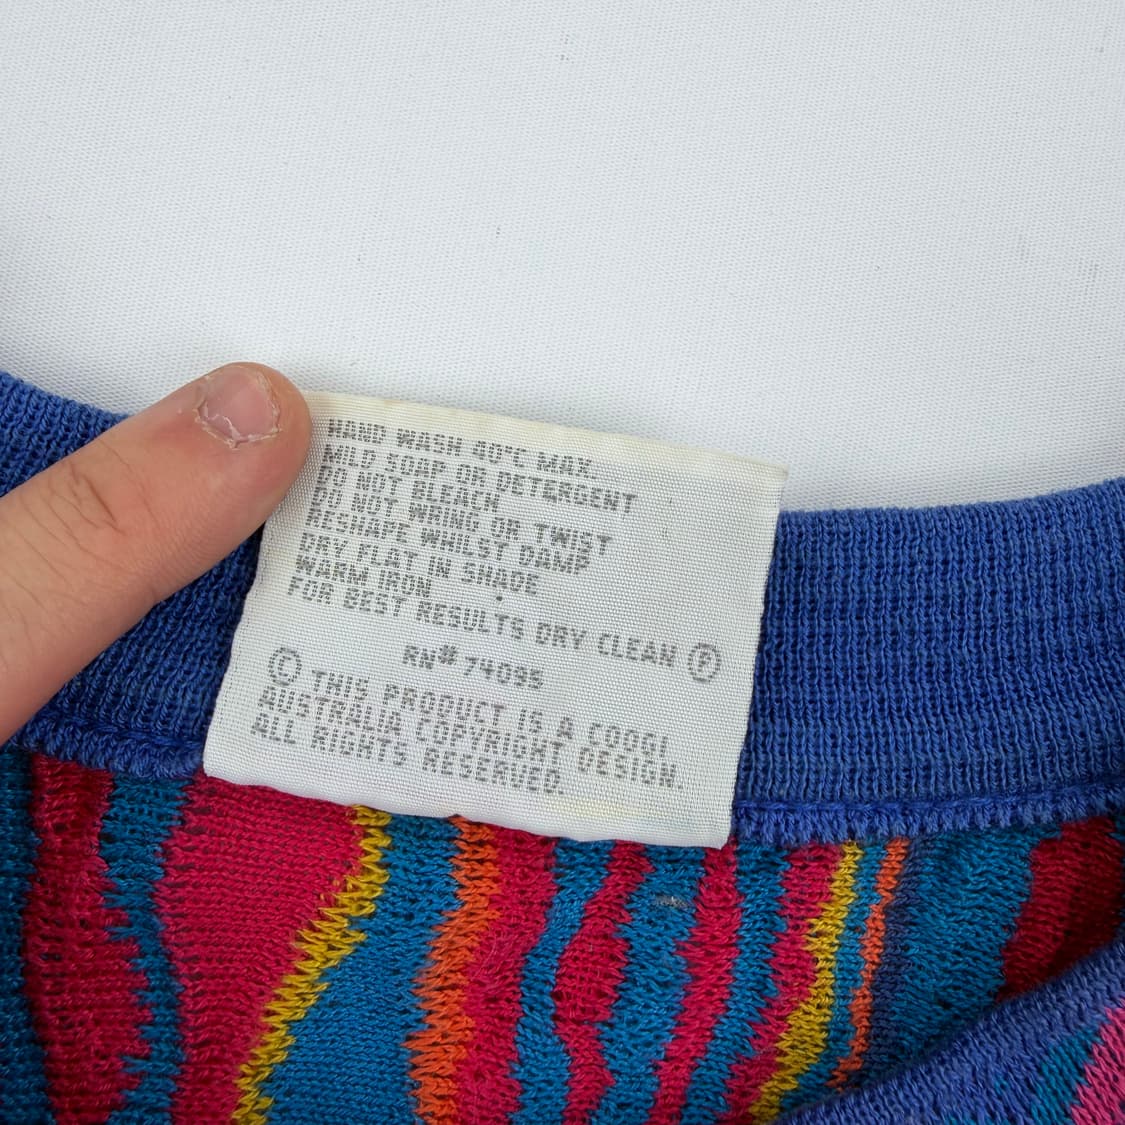 HAND WASH 40°C MAX.
MILD SOAP OR DETERGENT
DO NOT BLEACH
DO NOT WRING OR TWIST
RESHAPE WHILST DAMP
DRY FLAT IN SHADE
WARM IRON
FOR BEST RESULTS DRY CLEAN Ⓟ
RN# 74095
© THIS PRODUCT IS A COOGI
AUSTRALIA COPYRIGHT DESIGN.
ALL RIGHTS RESERVED.